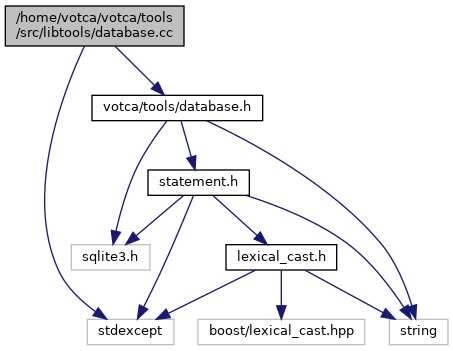 /home/votca/votca/tools
/src/libtools/database.cc
votca/tools/database.h
statement.h
sqlite3.h
lexical_cast.h
stdexcept
boost/lexical_cast.hpp
string